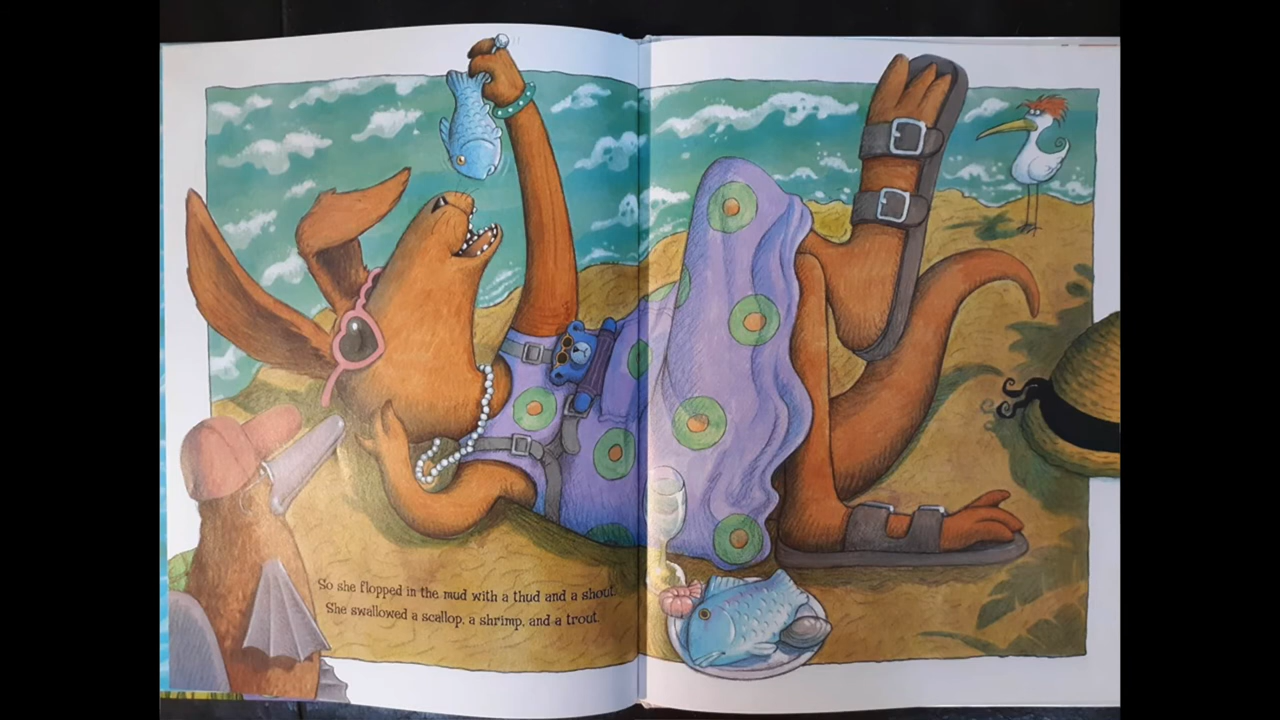 So she flopped in the mud with a thud and a shout.
She swallowed a scallop, a shrimp, and a trout.